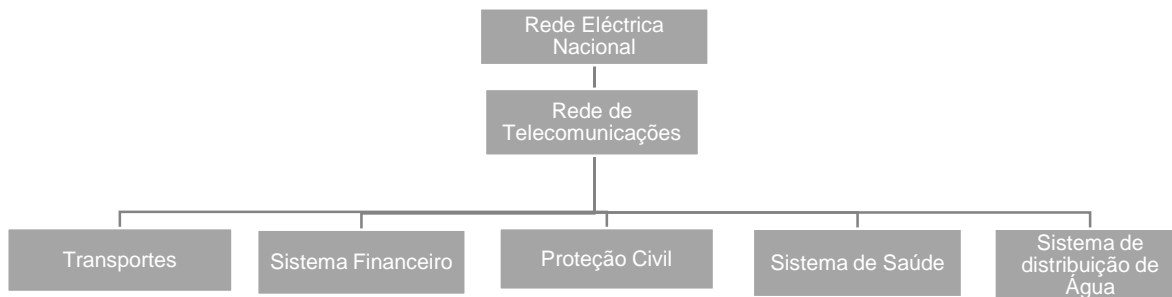 Rede Eléctrica
Nacional
Rede de
Telecomunicações
Transportes
Sistema Financeiro
Proteção Civil
Sistema de Saúde
Sistema de
distribuição de
Água